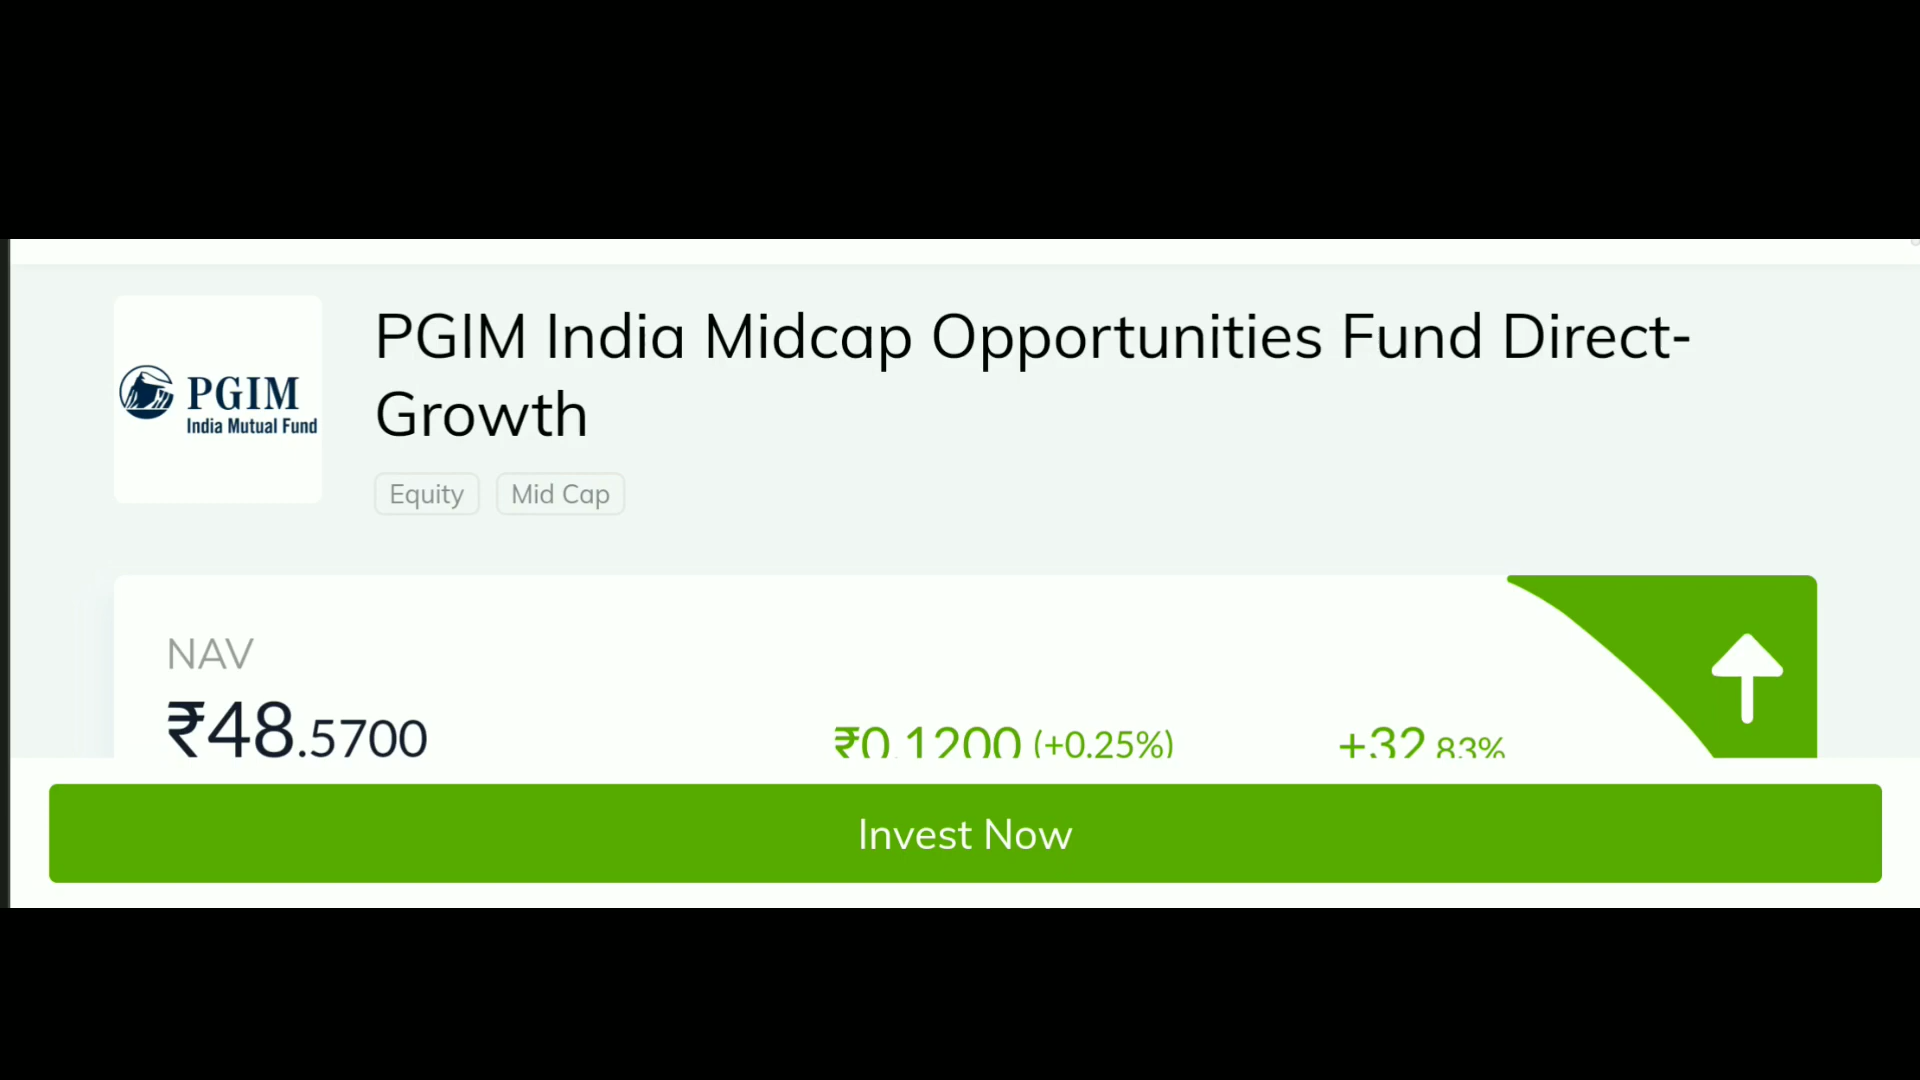 PGIM
India Mutual Fund
PGIM India Midcap Opportunities Fund Direct-
Growth
Equity Mid Cap
NAV
₹48.5700 ₹0.1200 (+0.25%) +32.83%
Invest Now